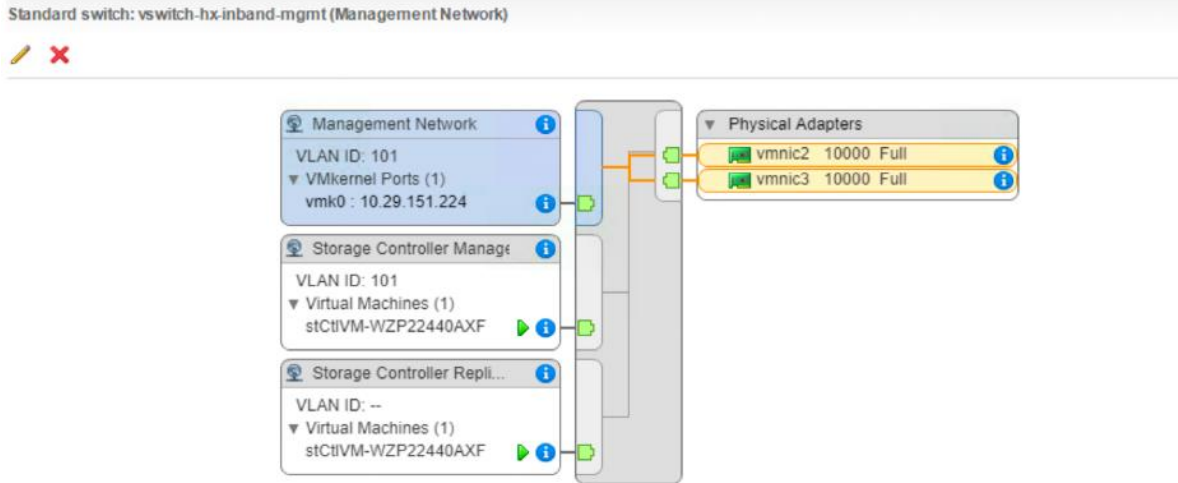 Standard switch: vswitch-hx-inband-mgmt (Management Network)
Management Network
VLAN ID: 101
VMkernel Ports (1)
vmk0 : 10.29.151.224
Storage Controller Manage
VLAN ID: 101
Virtual Machines (1)
stCtlVM-WZP22440AXF
Storage Controller Repli...
VLAN ID: --
Virtual Machines (1)
stCtlVM-WZP22440AXF
Physical Adapters
vmnic2 10000 Full
vmnic3 10000 Full